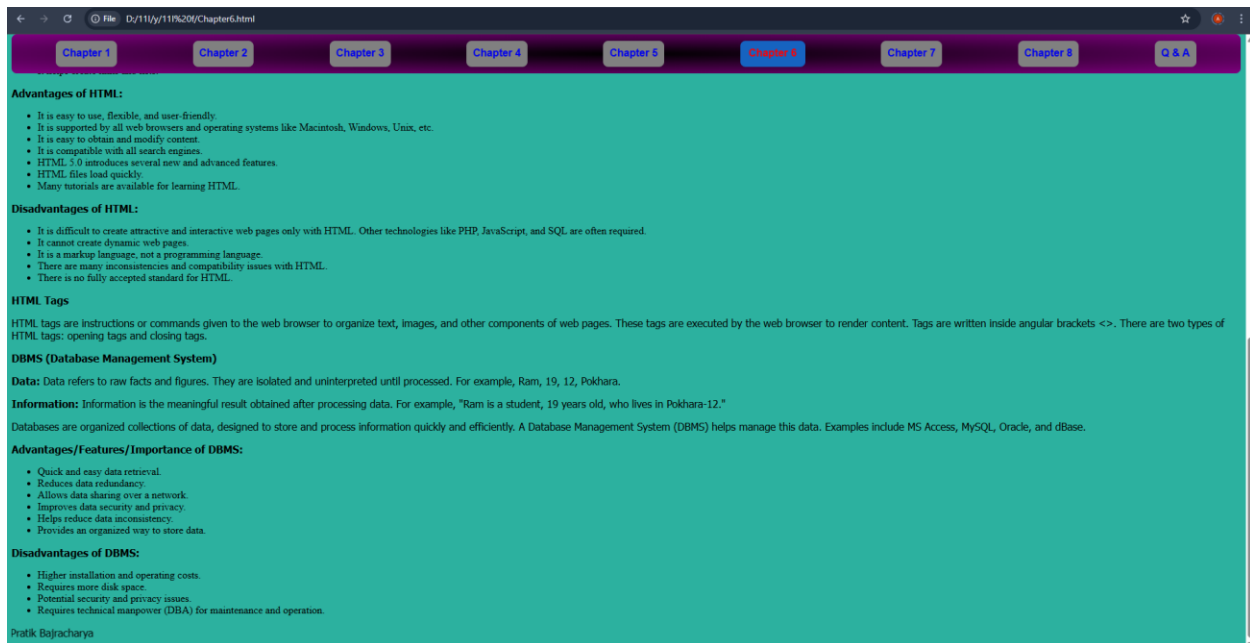 File D:/11I/y/11I%20f/Chapter6.html
Chapter 1 Chapter 2 Chapter 3 Chapter 4 Chapter 5 Chapter 6 Chapter 7 Chapter 8 Q & A
Advantages of HTML:
• It is easy to use, flexible, and user-friendly.
• It is supported by all web browsers and operating systems like Macintosh, Windows, Unix, etc.
• It is easy to obtain and modify content.
• It is compatible with all search engines.
• HTML 5.0 introduces several new and advanced features.
• HTML files load quickly.
• Many tutorials are available for learning HTML.
Disadvantages of HTML:
• It is difficult to create attractive and interactive web pages only with HTML. Other technologies like PHP, JavaScript, and SQL are often required.
• It cannot create dynamic web pages.
• It is a markup language, not a programming language.
• There are many inconsistencies and compatibility issues with HTML.
• There is no fully accepted standard for HTML.
HTML Tags
HTML tags are instructions or commands given to the web browser to organize text, images, and other components of web pages. These tags are executed by the web browser to render content. Tags are written inside angular brackets <>. There are two types of
HTML tags: opening tags and closing tags.
DBMS (Database Management System)
Data: Data refers to raw facts and figures. They are isolated and uninterpreted until processed. For example, Ram, 19, 12, Pokhara.
Information: Information is the meaningful result obtained after processing data. For example, "Ram is a student, 19 years old, who lives in Pokhara-12."
Databases are organized collections of data, designed to store and process information quickly and efficiently. A Database Management System (DBMS) helps manage this data. Examples include MS Access, MySQL, Oracle, and dBase.
Advantages/Features/Importance of DBMS:
• Quick and easy data retrieval.
• Reduces data redundancy.
• Allows data sharing over a network.
• Improves data security and privacy.
• Helps reduce data inconsistency.
• Provides an organized way to store data.
Disadvantages of DBMS:
• Higher installation and operating costs.
• Requires more disk space.
• Potential security and privacy issues.
• Requires technical manpower (DBA) for maintenance and operation.
Pratik Bajracharya